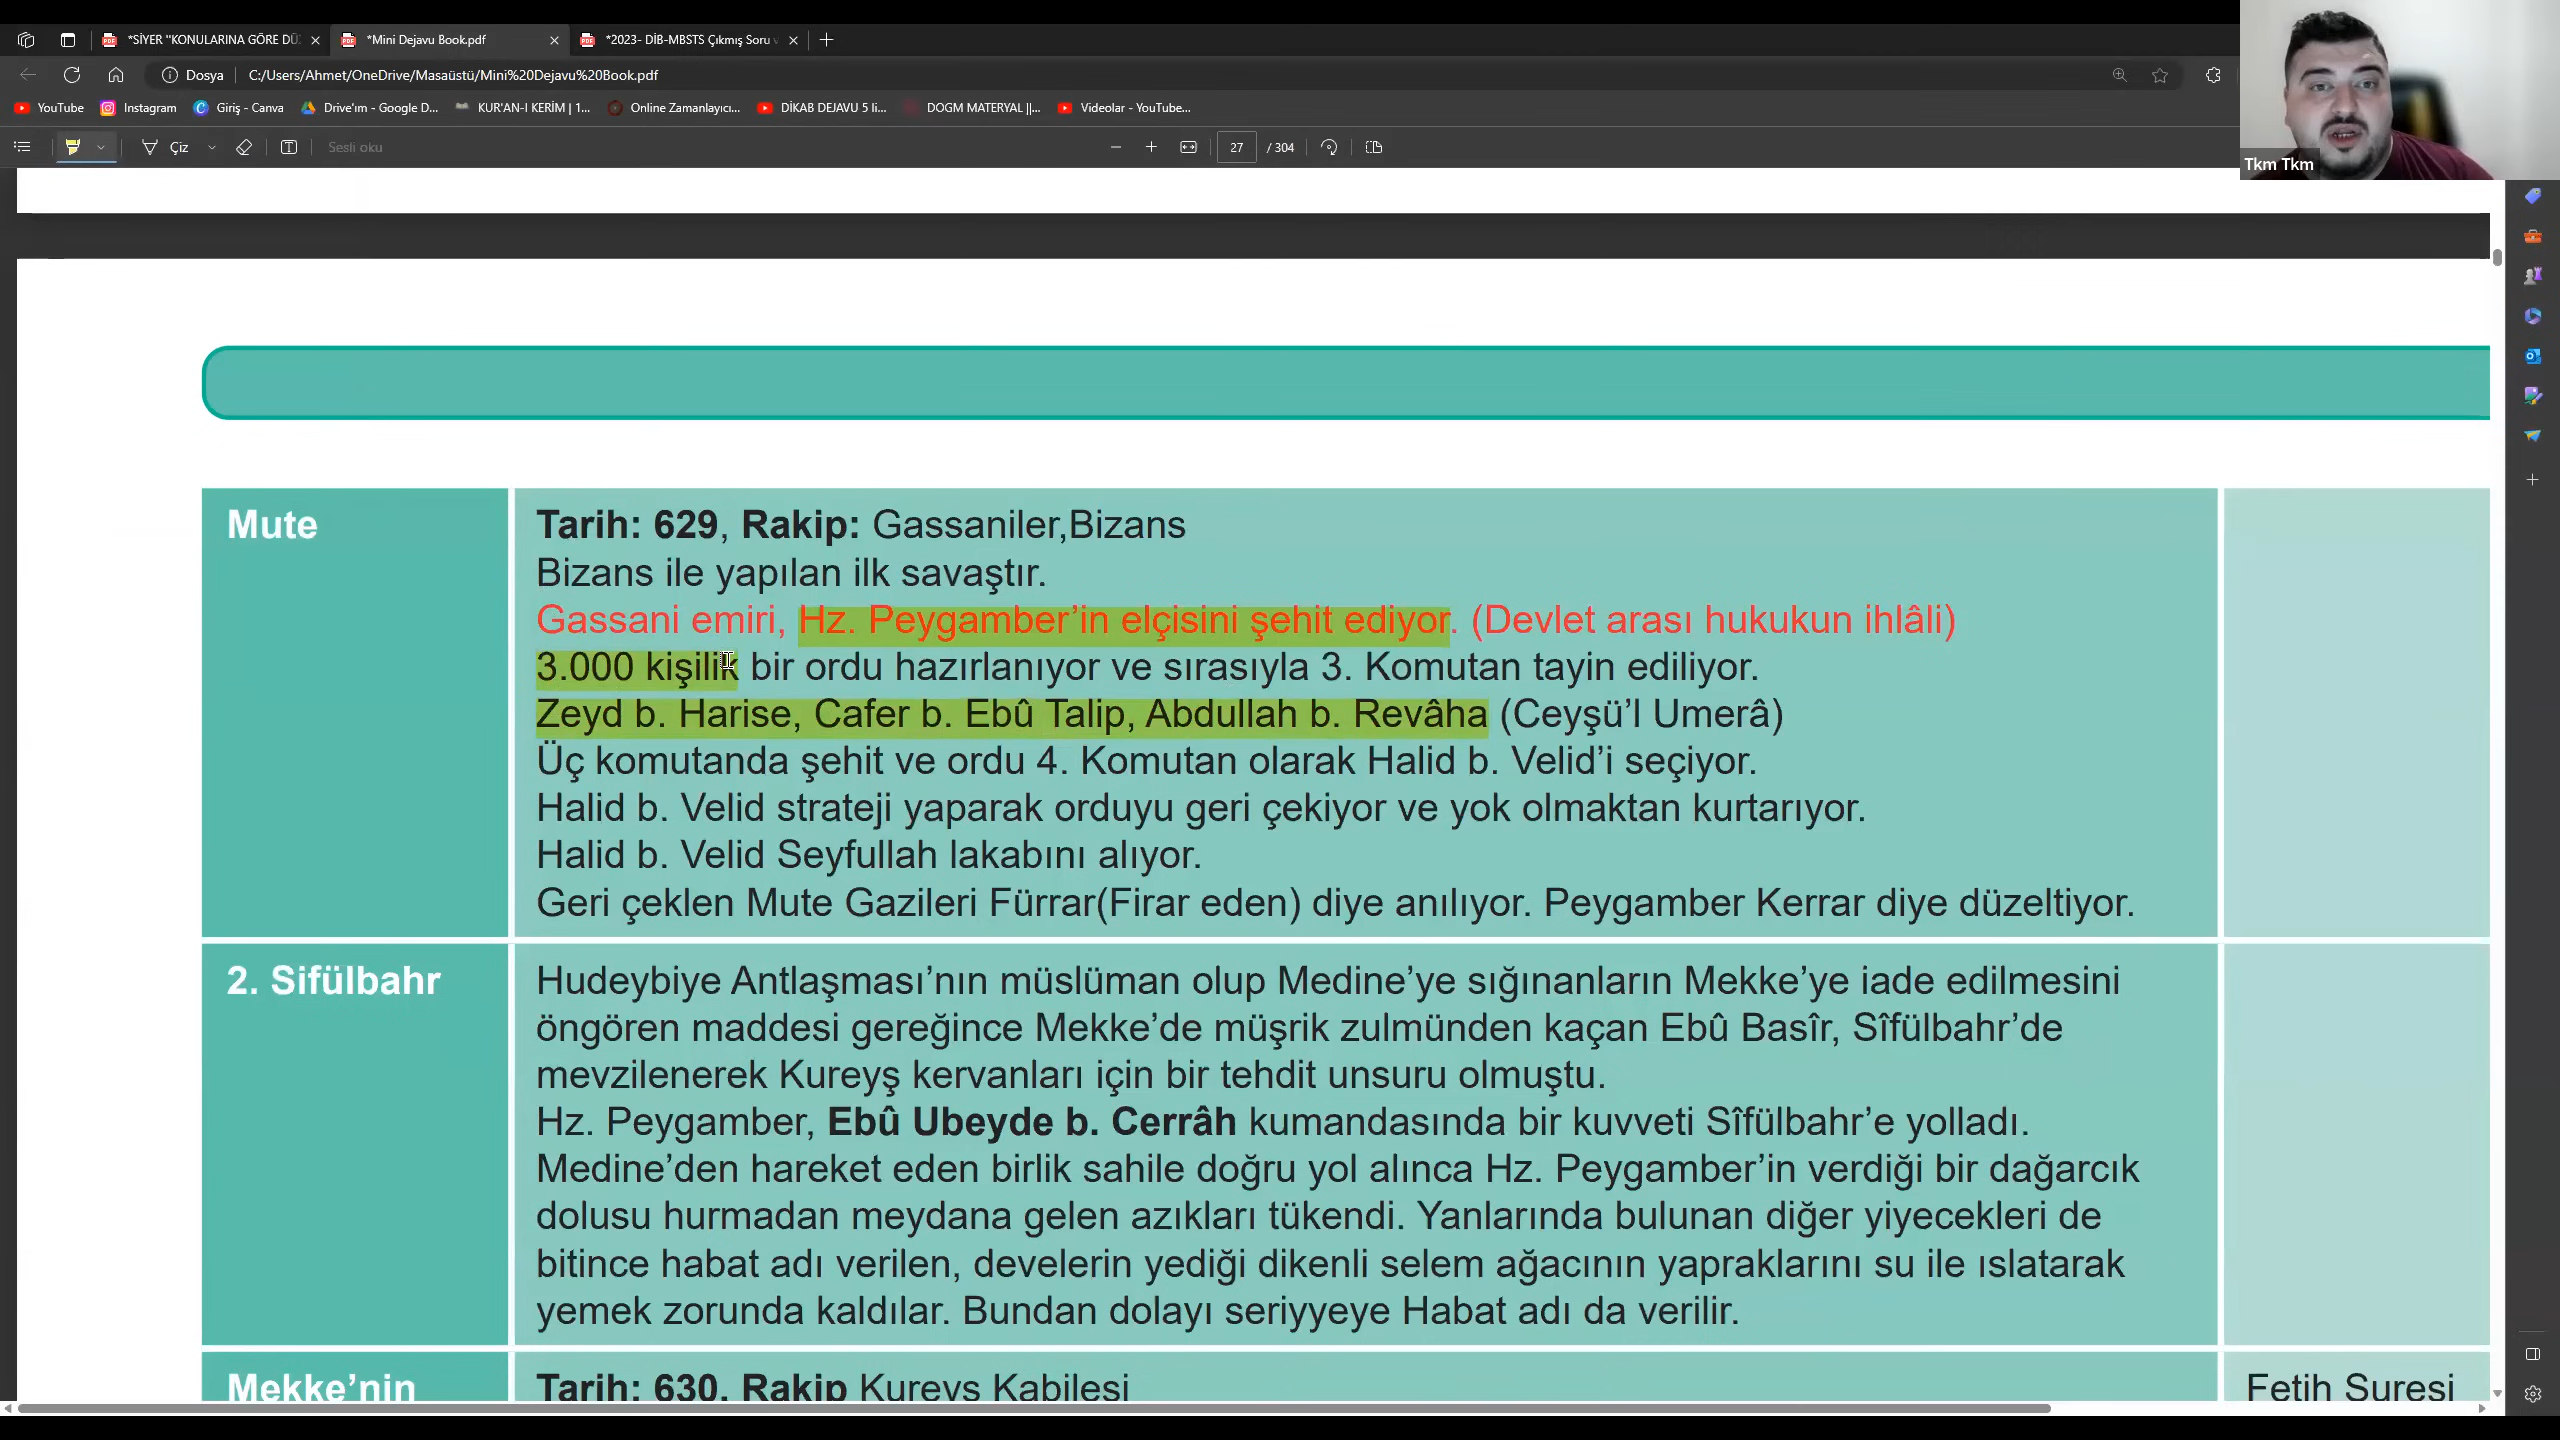 *SİYER "KONULARINA GÖRE DÜ
*Mini Dejavu Book.pdf
*2023- DİB-MBSTS Çıkmış Soru v
Dosya
C:/Users/Ahmet/OneDrive/Masaüstü/Mini%20Dejavu%20Book.pdf
YouTube
Instagram
Giriş - Canva
Drive'ım - Google D...
KUR'AN-I KERİM | 1...
Online Zamanlayıcı...
DİKAB DEJAVU 5 li...
DOGM MATERYAL ||...
Videolar - YouTube...
Çiz
Sesli oku
27 / 304
Tkm Tkm
Mute
Tarih: 629, Rakip: Gassaniler,Bizans
Bizans ile yapılan ilk savaştır.
Gassani emiri, Hz. Peygamber’in elçisini şehit ediyor. (Devlet arası hukukun ihlâli)
3.000 kişilik bir ordu hazırlanıyor ve sırasıyla 3. Komutan tayin ediliyor.
Zeyd b. Harise, Cafer b. Ebû Talip, Abdullah b. Revâha (Ceyşü’l Umerâ)
Üç komutanda şehit ve ordu 4. Komutan olarak Halid b. Velid’i seçiyor.
Halid b. Velid strateji yaparak orduyu geri çekiyor ve yok olmaktan kurtarıyor.
Halid b. Velid Seyfullah lakabını alıyor.
Geri çeklen Mute Gazileri Fürrar(Firar eden) diye anılıyor. Peygamber Kerrar diye düzeltiyor.
2. Sifülbahr
Hudeybiye Antlaşması’nın müslüman olup Medine’ye sığınanların Mekke’ye iade edilmesini
öngören maddesi gereğince Mekke’de müşrik zulmünden kaçan Ebû Basîr, Sîfülbahr’de
mevzilenerek Kureyş kervanları için bir tehdit unsuru olmuştu.
Hz. Peygamber, Ebû Ubeyde b. Cerrâh kumandasında bir kuvveti Sîfülbahr’e yolladı.
Medine’den hareket eden birlik sahile doğru yol alınca Hz. Peygamber’in verdiği bir dağarcık
dolusu hurmadan meydana gelen azıkları tükendi. Yanlarında bulunan diğer yiyecekleri de
bitince habat adı verilen, develerin yediği dikenli selem ağacının yapraklarını su ile ıslatarak
yemek zorunda kaldılar. Bundan dolayı seriyyeye Habat adı da verilir.
Mekke’nin
Tarih: 630, Rakip Kureyş Kabilesi
Fetih Suresi